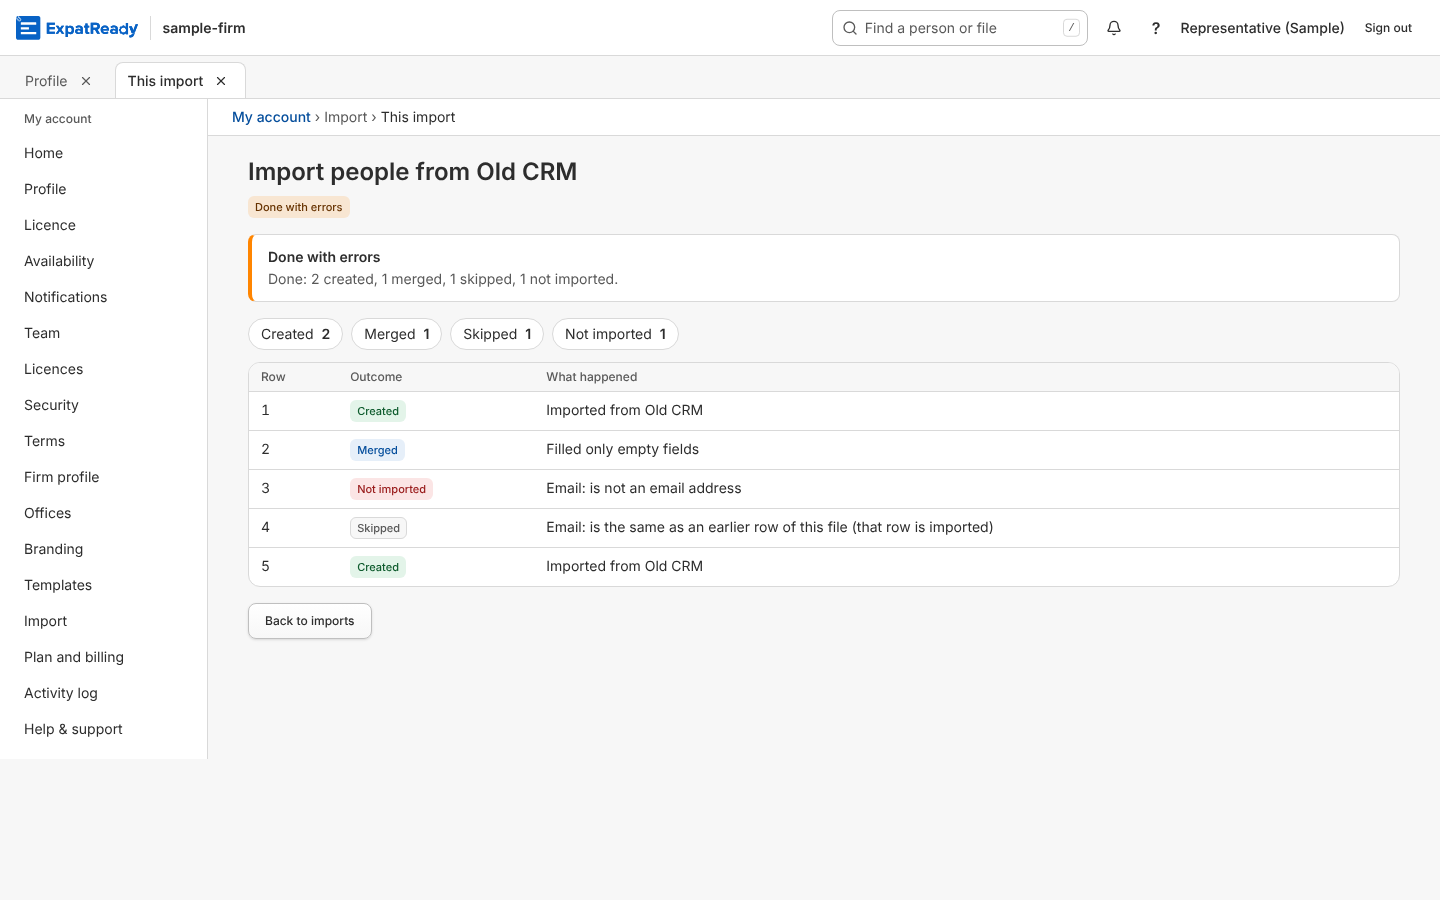 ExpatReady
sample-firm
Find a person or file
/
?
Representative (Sample)
Sign out
Profile
This import
My account
Home
Profile
Licence
Availability
Notifications
Team
Licences
Security
Terms
Firm profile
Offices
Branding
Templates
Import
Plan and billing
Activity log
Help & support
My account › Import › This import
Import people from Old CRM
Done with errors
Done with errors
Done: 2 created, 1 merged, 1 skipped, 1 not imported.
Created 2 Merged 1 Skipped 1 Not imported 1
Row Outcome What happened
1 Created Imported from Old CRM
2 Merged Filled only empty fields
3 Not imported Email: is not an email address
4 Skipped Email: is the same as an earlier row of this file (that row is imported)
5 Created Imported from Old CRM
Back to imports